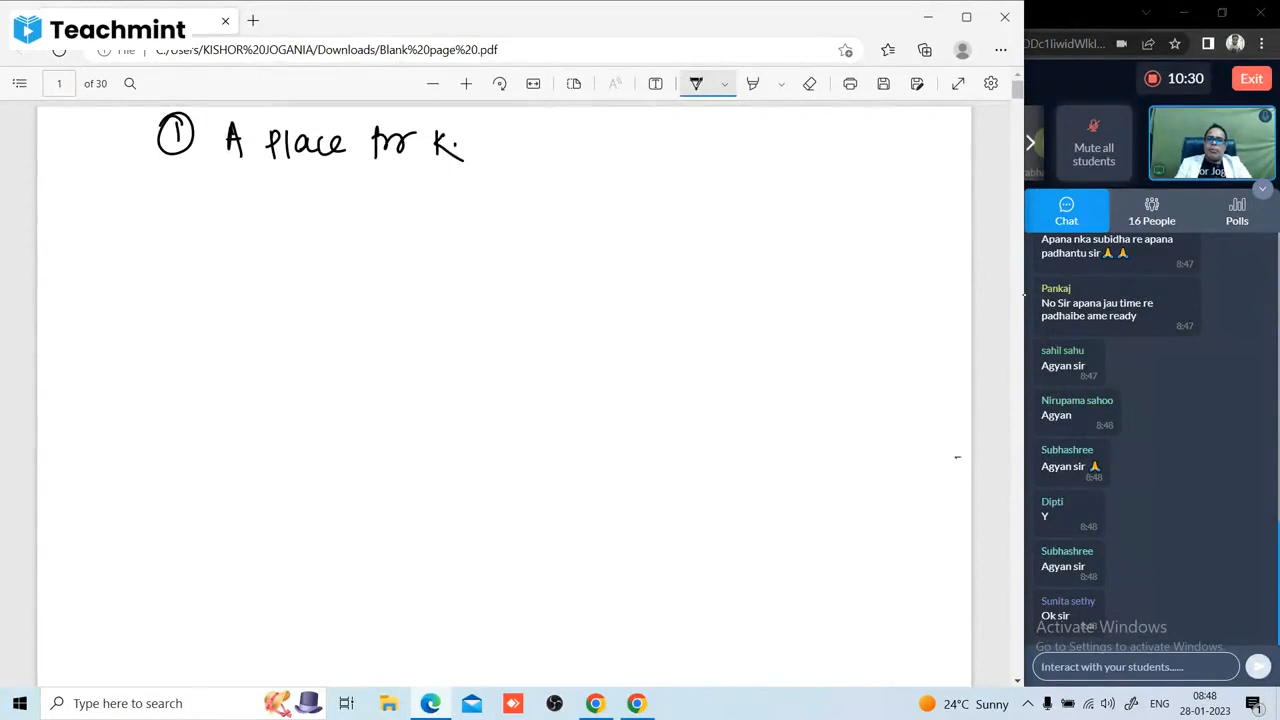 Teachmint
File
C:/Users/KISHOR%20JOGANIA/Downloads/Blank%20page%20.pdf
1 of 30
① A place for K.
10:30
Exit
Mute all
students
Chat
16 People
Polls
Apana nka subidha re apana
padhantu sir🙏🙏
8:47
Pankaj
No Sir apana jau time re
padhaibe ame ready
8:47
sahil sahu
Agyan sir
8:47
Nirupama sahoo
Agyan
8:48
Subhashree
Agyan sir 🙏
8:48
Dipti
Y
8:48
Subhashree
Agyan sir
8:48
Sunita sethy
Ok sir
8:48
Activate Windows
Go to Settings to activate Windows.
Interact with your students......
Type here to search
24°C Sunny
ENG
08:48
28-01-2023